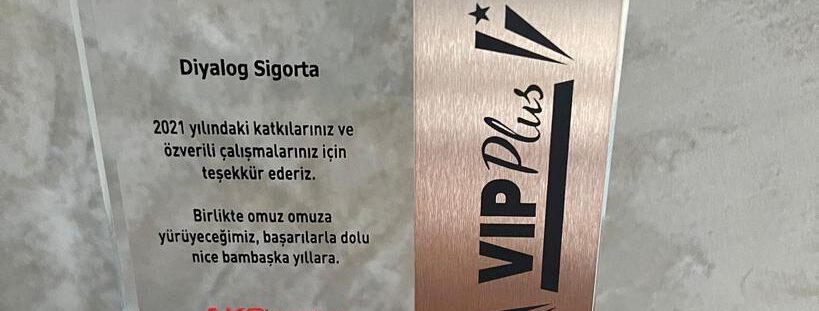 Diyalog Sigorta
2021 yılındaki katkılarınız ve
özverili çalışmalarınız için
teşekkür ederiz.
Birlikte omuz omuza
yürüyeceğimiz, başarılarla dolu
nice bambaşka yıllara.
VIP Plus